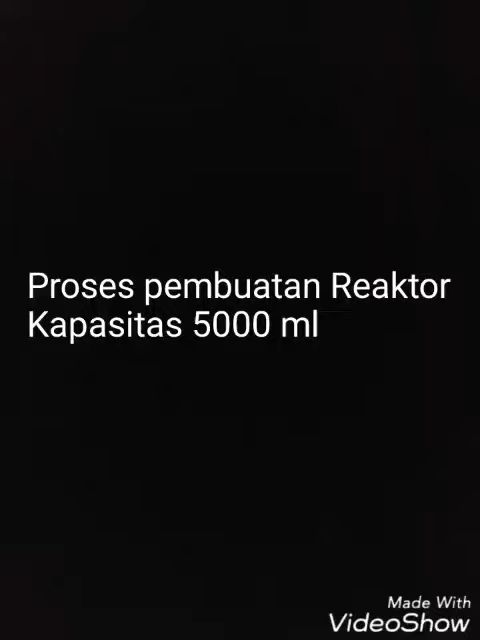 Proses pembuatan Reaktor
Kapasitas 5000 ml
Made With
VideoShow